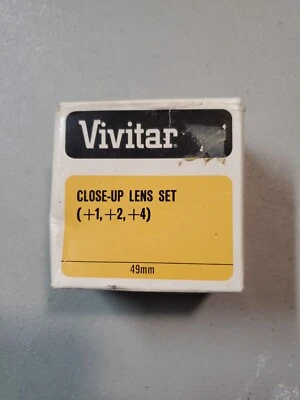 Vivitar
CLOSE-UP LENS SET
(+1, +2, +4)
49mm